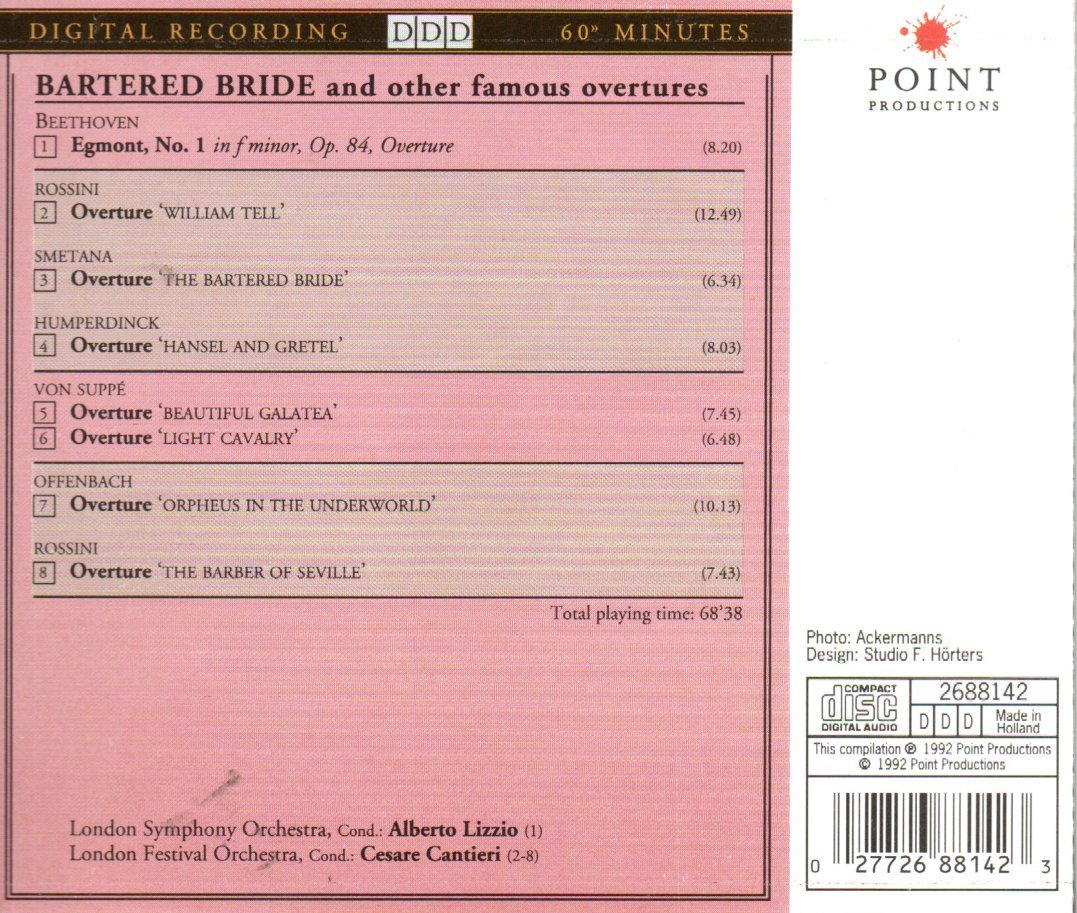 DIGITAL RECORDING DDD 60" MINUTES
BARTERED BRIDE and other famous overtures
BEETHOVEN
1 Egmont, No. 1 in f minor, Op. 84, Overture (8.20)
ROSSINI
2 Overture 'WILLIAM TELL' (12.49)
SMETANA
3 Overture 'THE BARTERED BRIDE' (6.34)
HUMPERDINCK
4 Overture 'HANSEL AND GRETEL' (8.03)
VON SUPPÉ
5 Overture 'BEAUTIFUL GALATEA' (7.45)
6 Overture 'LIGHT CAVALRY' (6.48)
OFFENBACH
7 Overture 'ORPHEUS IN THE UNDERWORLD' (10.13)
ROSSINI
8 Overture 'THE BARBER OF SEVILLE' (7.43)
Total playing time: 68'38
London Symphony Orchestra, Cond.: Alberto Lizzio (1)
London Festival Orchestra, Cond.: Cesare Cantieri (2-8)
POINT
PRODUCTIONS
Photo: Ackermanns
Design: Studio F. Hörters
COMPACT
disc
DIGITAL AUDIO
2688142
D D D
Made in
Holland
This compilation ℗ 1992 Point Productions
© 1992 Point Productions
0 27726 88142 3